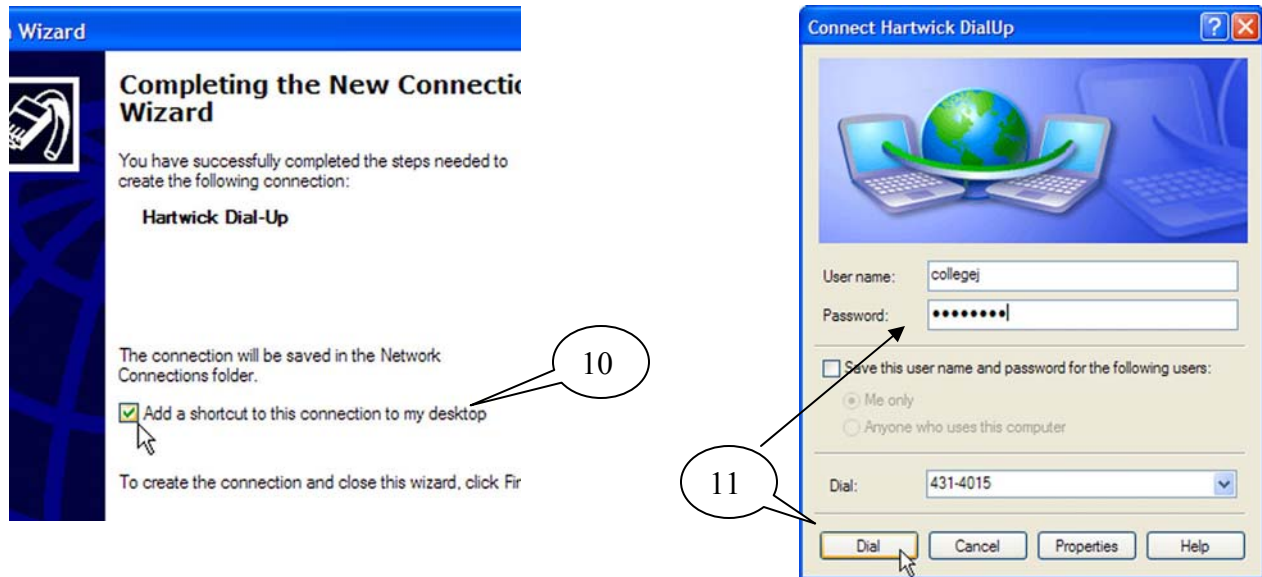 Wizard
Completing the New Connectio
Wizard
You have successfully completed the steps needed to
create the following connection:
Hartwick Dial-Up
The connection will be saved in the Network
Connections folder.
Add a shortcut to this connection to my desktop
To create the connection and close this wizard, click Fin
10
Connect Hartwick DialUp
User name: collegej
Password: ••••••••
Save this user name and password for the following users:
Me only
Anyone who uses this computer
11
Dial: 431-4015
Dial Cancel Properties Help